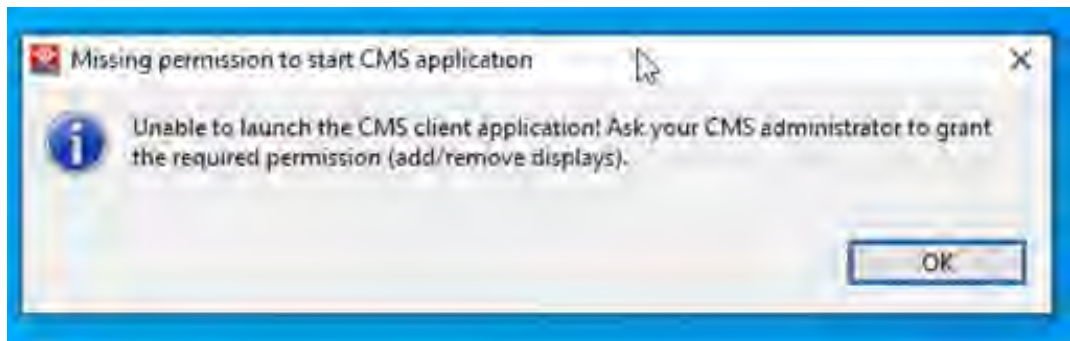 Missing permission to start CMS application
Unable to launch the CMS client application! Ask your CMS administrator to grant
the required permission (add/remove displays).
OK